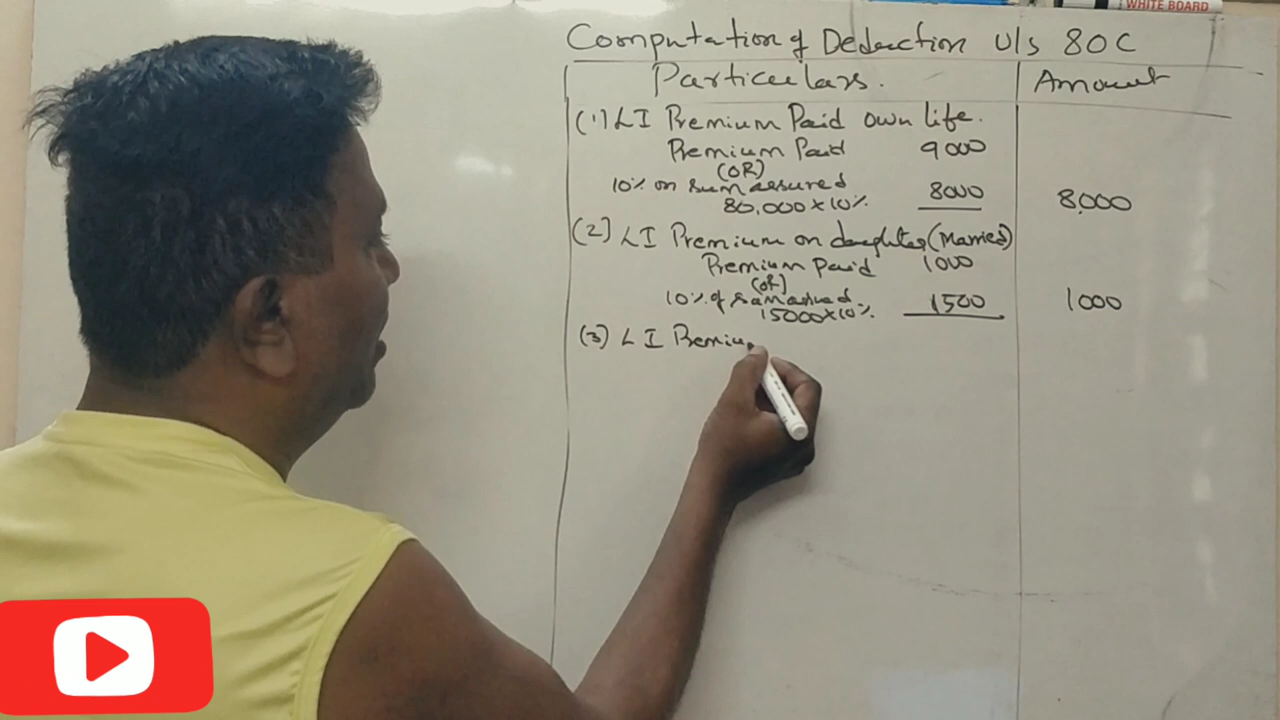 WHITE BOARD
Computation of Deduction U/s 80C
Particulars. Amount
(1) LI Premium Paid own life.
Premium Paid 9000
(OR)
10% on sum assured 8000 8,000
80,000 x 10%
(2) LI Premium on daughter (Married)
Premium Paid 1000
(OR)
10% of sum assured 1500 1000
15000 x 10%
(3) LI Premiu